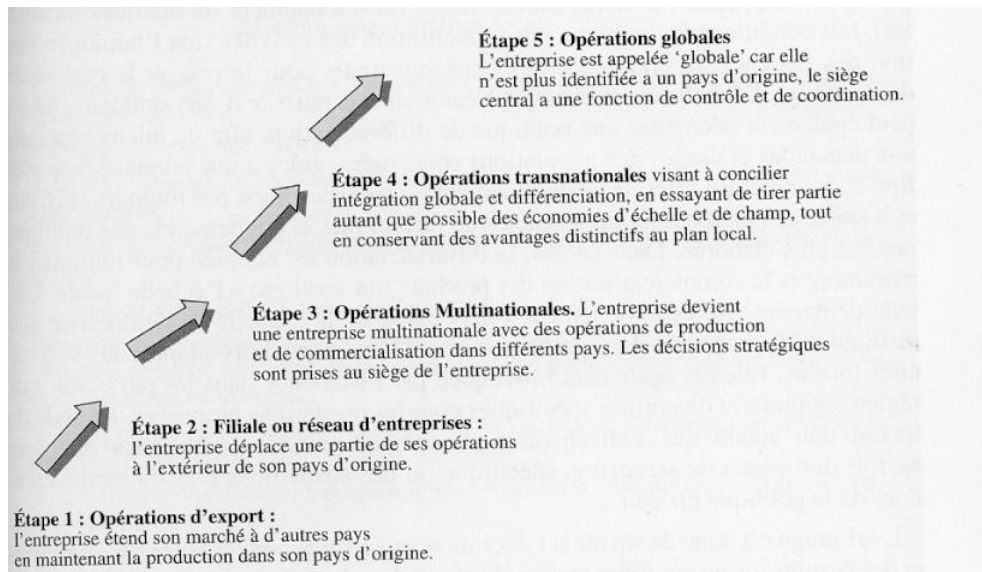 Étape 5 : Opérations globales
L'entreprise est appelée 'globale' car elle
n'est plus identifiée a un pays d'origine, le siège
central a une fonction de contrôle et de coordination.
Étape 4 : Opérations transnationales visant à concilier
intégration globale et différenciation, en essayant de tirer partie
autant que possible des économies d'échelle et de champ, tout
en conservant des avantages distinctifs au plan local.
Étape 3 : Opérations Multinationales. L'entreprise devient
une entreprise multinationale avec des opérations de production
et de commercialisation dans différents pays. Les décisions stratégiques
sont prises au siège de l'entreprise.
Étape 2 : Filiale ou réseau d'entreprises :
l'entreprise déplace une partie de ses opérations
à l'extérieur de son pays d'origine.
Étape 1 : Opérations d'export :
l'entreprise étend son marché à d'autres pays
en maintenant la production dans son pays d'origine.